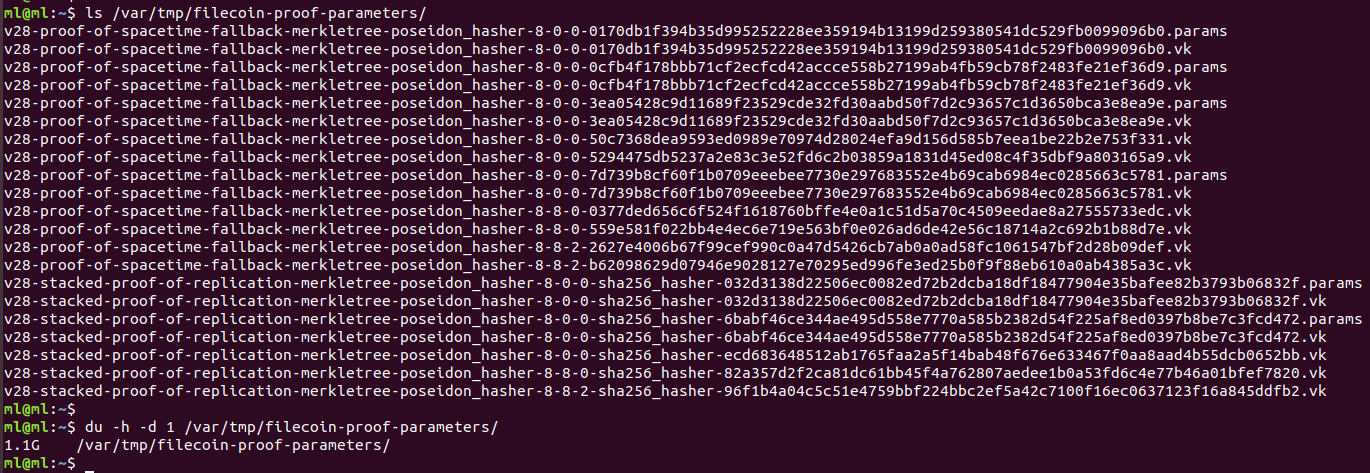 ml@ml:~$ ls /var/tmp/filecoin-proof-parameters/
v28-proof-of-spacetime-fallback-merkletree-poseidon_hasher-8-0-0-0170db1f394b35d995252228ee359194b13199d259380541dc529fb0099096b0.params
v28-proof-of-spacetime-fallback-merkletree-poseidon_hasher-8-0-0-0170db1f394b35d995252228ee359194b13199d259380541dc529fb0099096b0.vk
v28-proof-of-spacetime-fallback-merkletree-poseidon_hasher-8-0-0-0cfb4f178bbb71cf2ecfcd42accce558b27199ab4fb59cb78f2483fe21ef36d9.params
v28-proof-of-spacetime-fallback-merkletree-poseidon_hasher-8-0-0-0cfb4f178bbb71cf2ecfcd42accce558b27199ab4fb59cb78f2483fe21ef36d9.vk
v28-proof-of-spacetime-fallback-merkletree-poseidon_hasher-8-0-0-3ea05428c9d11689f23529cde32fd30aabd50f7d2c93657c1d3650bca3e8ea9e.params
v28-proof-of-spacetime-fallback-merkletree-poseidon_hasher-8-0-0-3ea05428c9d11689f23529cde32fd30aabd50f7d2c93657c1d3650bca3e8ea9e.vk
v28-proof-of-spacetime-fallback-merkletree-poseidon_hasher-8-0-0-50c7368dea9593ed0989e70974d28024efa9d156d585b7eea1be22b2e753f331.vk
v28-proof-of-spacetime-fallback-merkletree-poseidon_hasher-8-0-0-5294475db5237a2e83c3e52fd6c2b03859a1831d45ed08c4f35dbf9a803165a9.vk
v28-proof-of-spacetime-fallback-merkletree-poseidon_hasher-8-0-0-7d739b8cf60f1b0709eeebee7730e297683552e4b69cab6984ec0285663c5781.params
v28-proof-of-spacetime-fallback-merkletree-poseidon_hasher-8-0-0-7d739b8cf60f1b0709eeebee7730e297683552e4b69cab6984ec0285663c5781.vk
v28-proof-of-spacetime-fallback-merkletree-poseidon_hasher-8-8-0-0377ded656c6f524f1618760bffe4e0a1c51d5a70c4509eedae8a27555733edc.vk
v28-proof-of-spacetime-fallback-merkletree-poseidon_hasher-8-8-0-559e581f022bb4e4ec6e719e563bf0e026ad6de42e56c18714a2c692b1b88d7e.vk
v28-proof-of-spacetime-fallback-merkletree-poseidon_hasher-8-8-2-2627e4006b67f99cef990c0a47d5426cb7ab0a0ad58fc1061547bf2d28b09def.vk
v28-proof-of-spacetime-fallback-merkletree-poseidon_hasher-8-8-2-b62098629d07946e9028127e70295ed996fe3ed25b0f9f88eb610a0ab4385a3c.vk
v28-stacked-proof-of-replication-merkletree-poseidon_hasher-8-0-0-sha256_hasher-032d3138d22506ec0082ed72b2dcba18df18477904e35bafee82b3793b06832f.params
v28-stacked-proof-of-replication-merkletree-poseidon_hasher-8-0-0-sha256_hasher-032d3138d22506ec0082ed72b2dcba18df18477904e35bafee82b3793b06832f.vk
v28-stacked-proof-of-replication-merkletree-poseidon_hasher-8-0-0-sha256_hasher-6babf46ce344ae495d558e7770a585b2382d54f225af8ed0397b8be7c3fcd472.params
v28-stacked-proof-of-replication-merkletree-poseidon_hasher-8-0-0-sha256_hasher-6babf46ce344ae495d558e7770a585b2382d54f225af8ed0397b8be7c3fcd472.vk
v28-stacked-proof-of-replication-merkletree-poseidon_hasher-8-0-0-sha256_hasher-ecd683648512ab1765faa2a5f14bab48f676e633467f0aa8aad4b55dcb0652bb.vk
v28-stacked-proof-of-replication-merkletree-poseidon_hasher-8-8-0-sha256_hasher-82a357d2f2ca81dc61bb45f4a762807aedee1b0a53fd6c4e77b46a01bfef7820.vk
v28-stacked-proof-of-replication-merkletree-poseidon_hasher-8-8-2-sha256_hasher-96f1b4a04c5c51e4759bbf224bbc2ef5a42c7100f16ec0637123f16a845ddfb2.vk
ml@ml:~$
ml@ml:~$ du -h -d 1 /var/tmp/filecoin-proof-parameters/
1.1G	/var/tmp/filecoin-proof-parameters/
ml@ml:~$